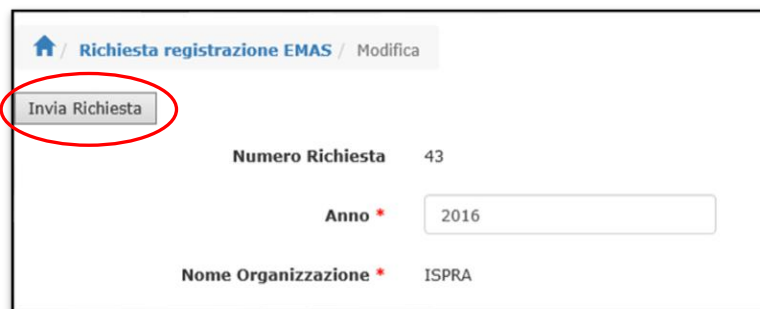 / Richiesta registrazione EMAS / Modifica
Invia Richiesta
Numero Richiesta 43
Anno * 2016
Nome Organizzazione * ISPRA